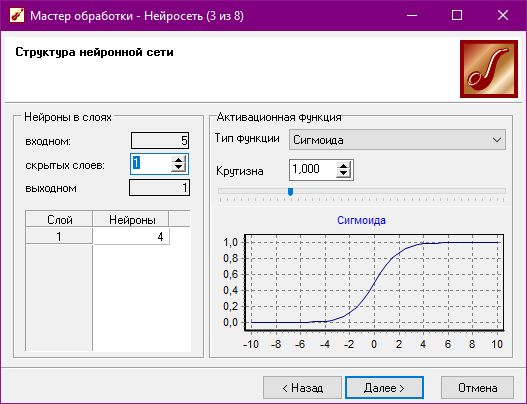 Мастер обработки - Нейросеть (3 из 8)
Структура нейронной сети
Нейроны в слоях
входном: 5
скрытых слоев: 1
выходном 1
Слой Нейроны
1 4
Активационная функция
Тип функции Сигмоида
Крутизна 1,000
Сигмоида
1,0
0,8
0,6
0,4
0,2
0,0
-10 -8 -6 -4 -2 0 2 4 6 8 10
< Назад Далее > Отмена